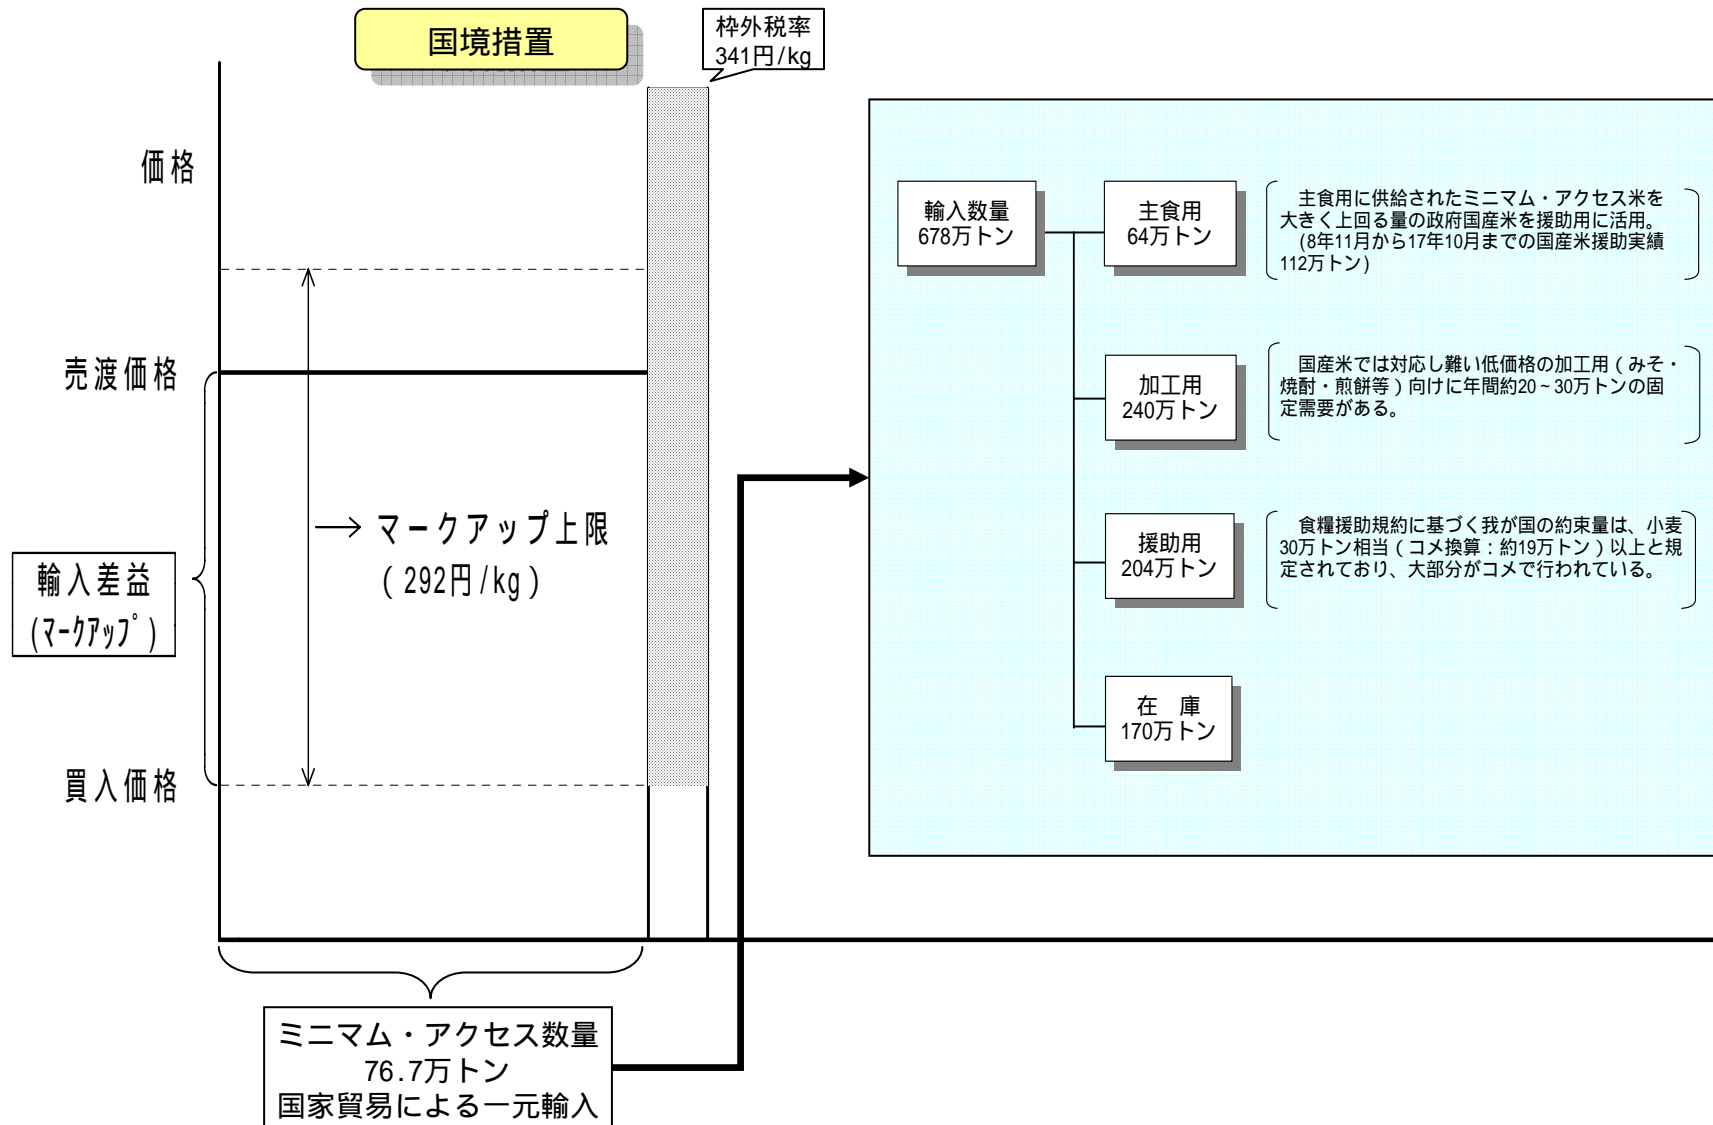 国境措置
枠外税率
341円/kg
価格
売渡価格
マークアップ上限
(292円/kg)
輸入差益
(マークアップ)
買入価格
ミニマム・アクセス数量
76.7万トン
国家貿易による一元輸入
輸入数量
678万トン
主食用
64万トン
主食用に供給されたミニマム・アクセス米を
大きく上回る量の政府国産米を援助用に活用。
(8年11月から17年10月までの国産米援助実績
112万トン)
加工用
240万トン
国産米では対応し難い低価格の加工用(みそ・
焼酎・煎餅等)向けに年間約20~30万トンの固
定需要がある。
援助用
204万トン
食糧援助規約に基づく我が国の約束量は、小麦
30万トン相当(コメ換算:約19万トン)以上と規
定されており、大部分がコメで行われている。
在 庫
170万トン